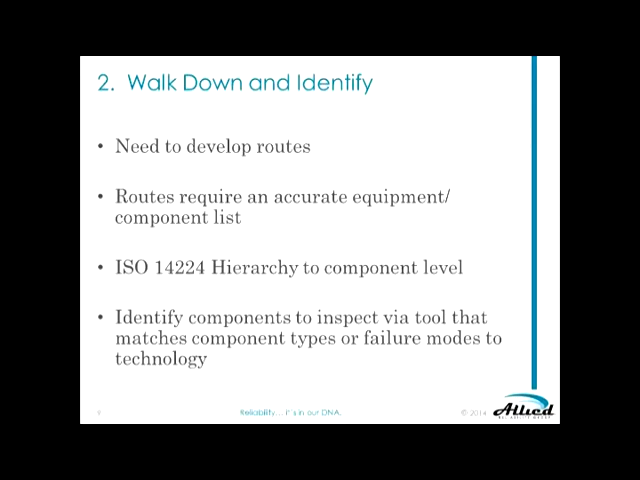 2. Walk Down and Identify
• Need to develop routes
• Routes require an accurate equipment/
component list
• ISO 14224 Hierarchy to component level
• Identify components to inspect via tool that
matches component types or failure modes to
technology
Reliability... it's in our DNA.
© 2014
Allied